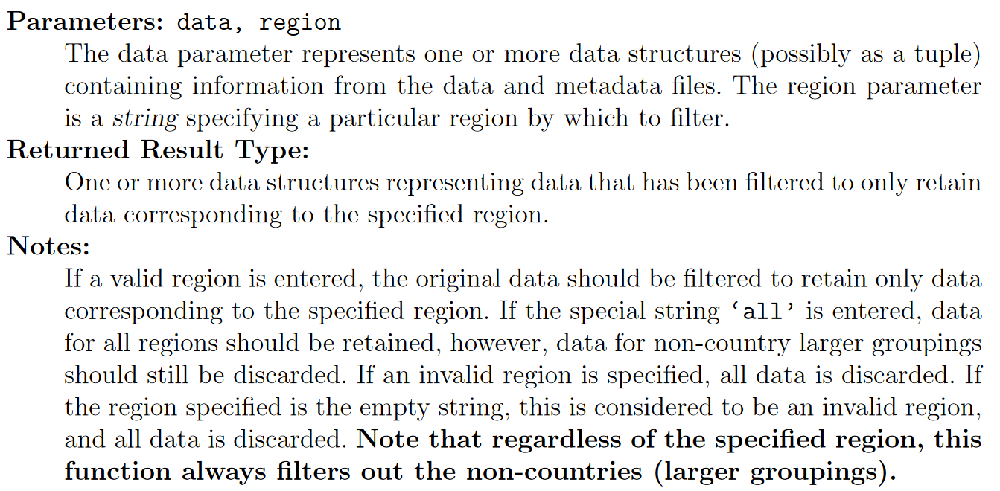 Parameters: data, region
The data parameter represents one or more data structures (possibly as a tuple)
containing information from the data and metadata files. The region parameter
is a string specifying a particular region by which to filter.
Returned Result Type:
One or more data structures representing data that has been filtered to only retain
data corresponding to the specified region.
Notes:
If a valid region is entered, the original data should be filtered to retain only data
corresponding to the specified region. If the special string ‘all’ is entered, data
for all regions should be retained, however, data for non-country larger groupings
should still be discarded. If an invalid region is specified, all data is discarded. If
the region specified is the empty string, this is considered to be an invalid region,
and all data is discarded. Note that regardless of the specified region, this
function always filters out the non-countries (larger groupings).